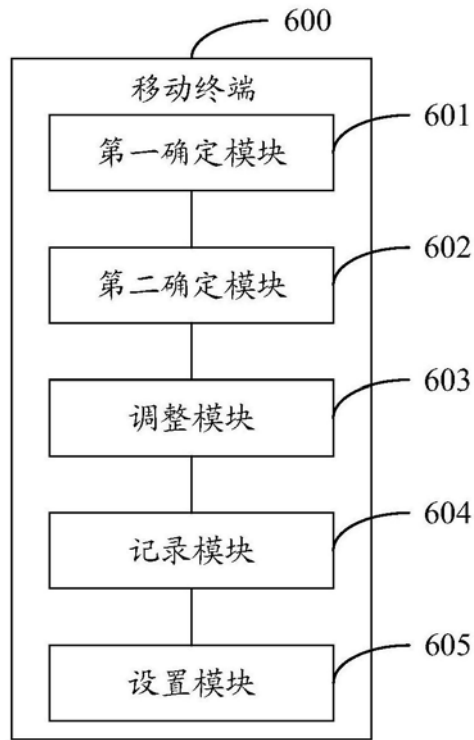 600
移动终端
第一确定模块
601
第二确定模块
602
调整模块
603
记录模块
604
设置模块
605